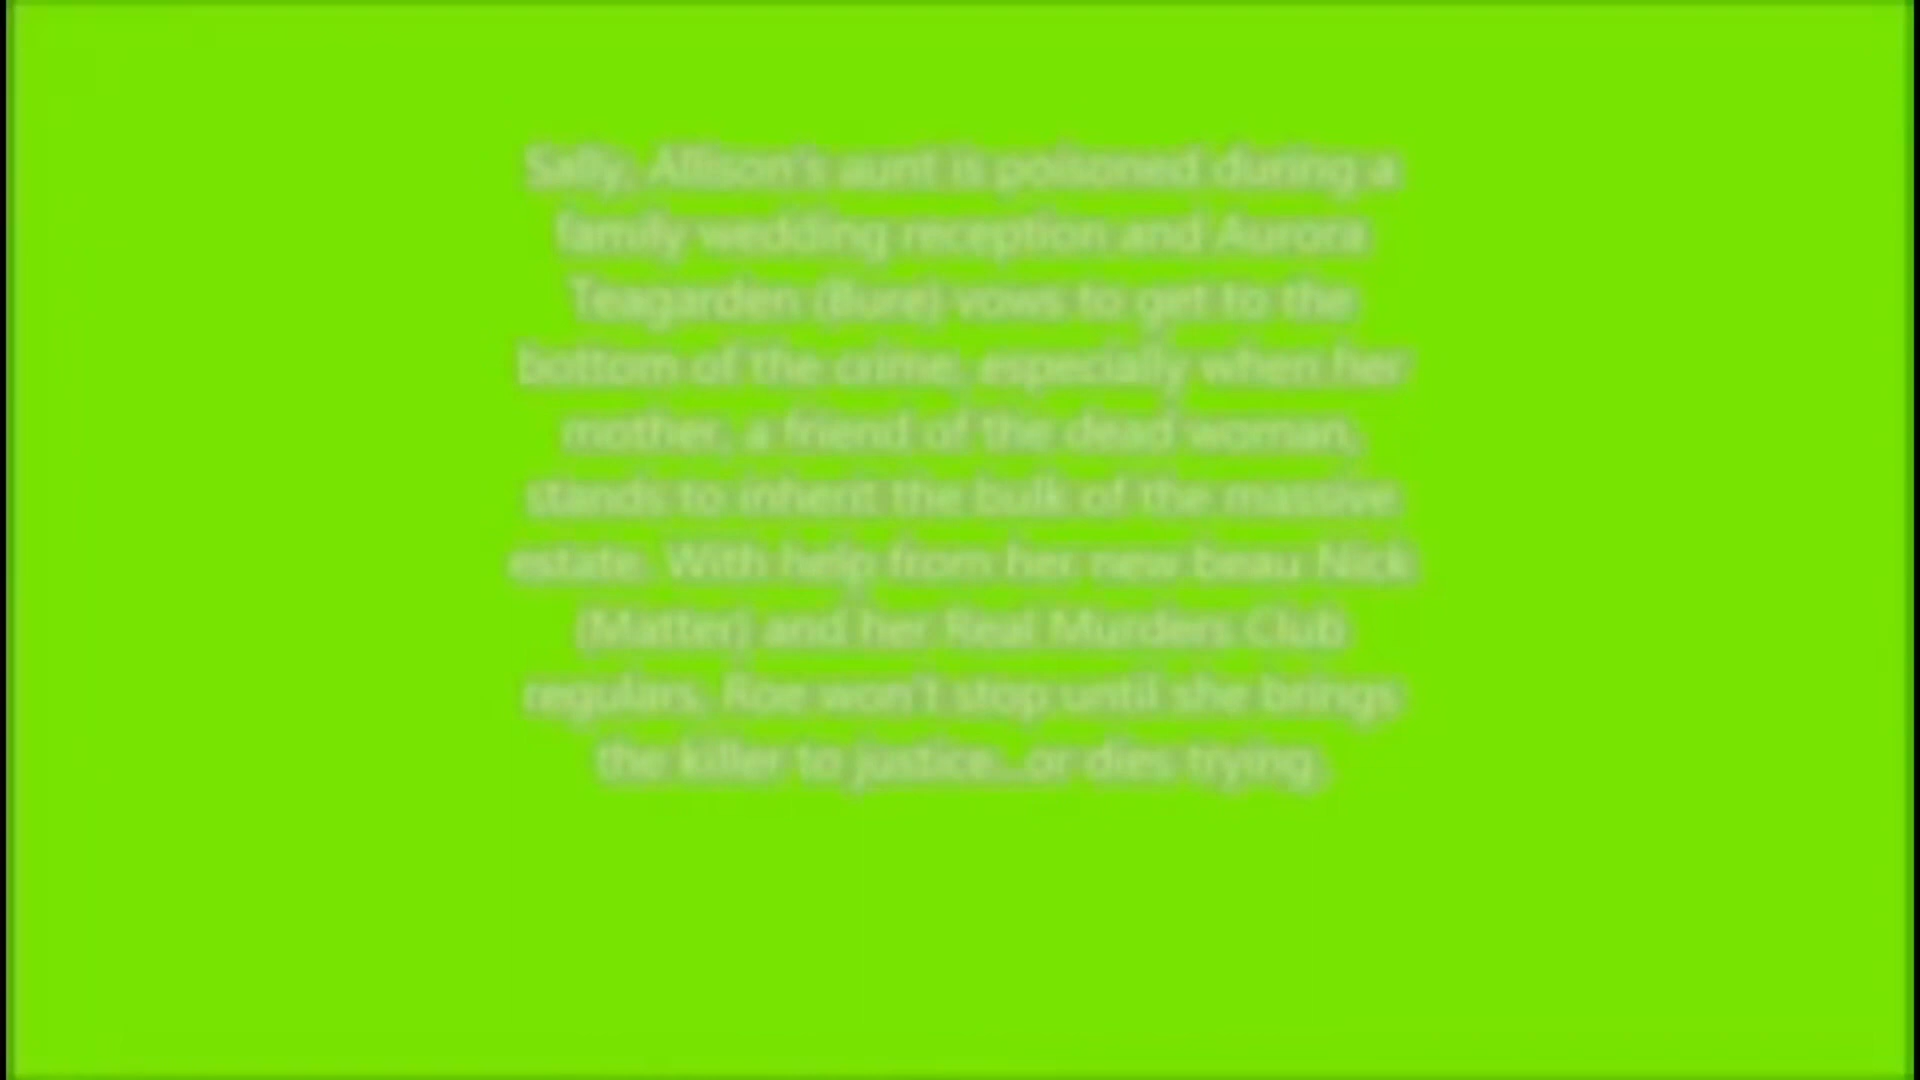 Sally, Allison's aunt is poisoned during a
family wedding reception and Aurora
Teagarden (Bure) vows to get to the
bottom of the crime, especially when her
mother, a friend of the dead woman,
stands to inherit the bulk of the massive
estate. With help from her new beau Nick
(Matter) and her Real Murders Club
regulars, Roe won't stop until she brings
the killer to justice...or dies trying.